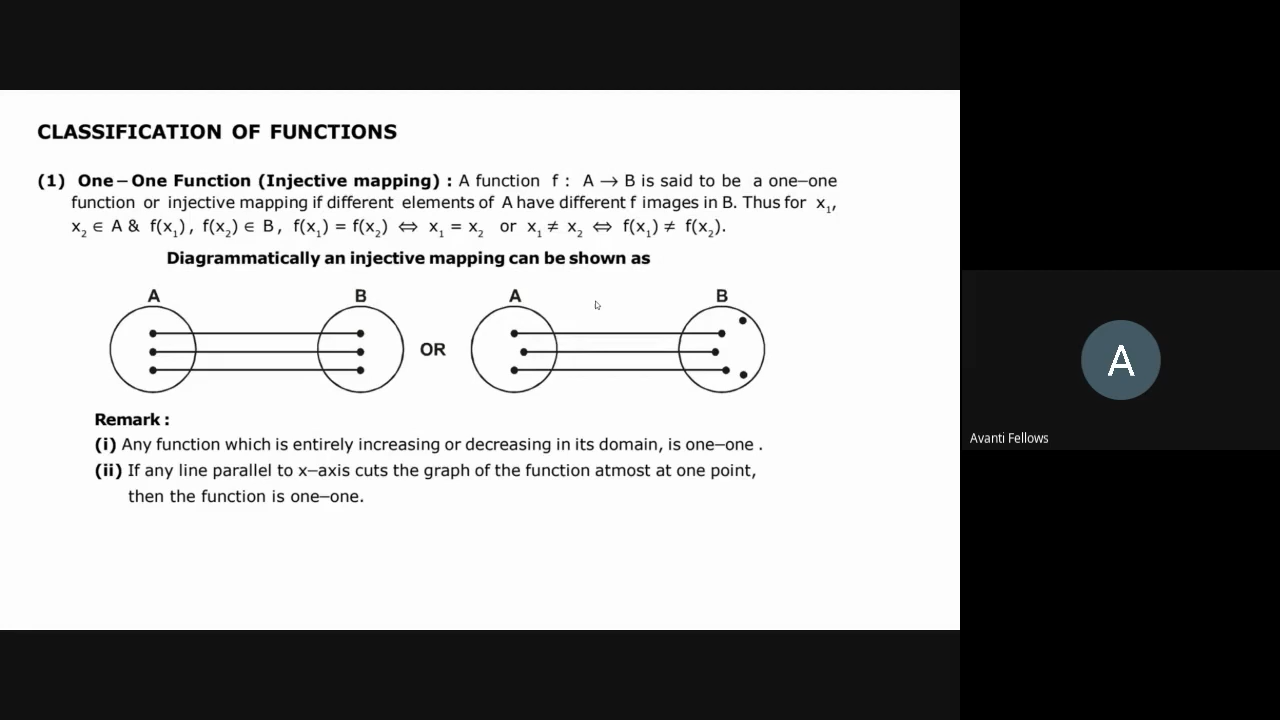 CLASSIFICATION OF FUNCTIONS
(1) One–One Function (Injective mapping) : A function f : A → B is said to be a one–one
function or injective mapping if different elements of A have different f images in B. Thus for x₁,
x₂ ∈ A & f(x₁), f(x₂) ∈ B, f(x₁) = f(x₂) ⇔ x₁ = x₂ or x₁ ≠ x₂ ⇔ f(x₁) ≠ f(x₂).
Diagrammatically an injective mapping can be shown as
A B A B
OR
Remark :
(i) Any function which is entirely increasing or decreasing in its domain, is one–one .
(ii) If any line parallel to x–axis cuts the graph of the function atmost at one point,
then the function is one–one.
A
Avanti Fellows